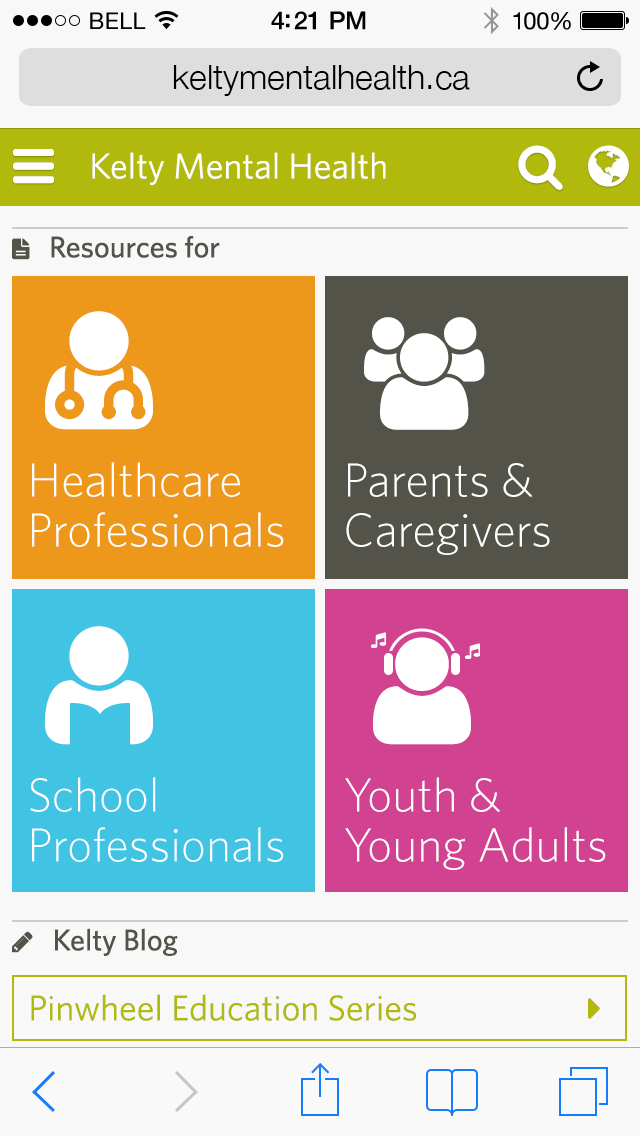 BELL 4:21 PM 100%
keltymentalhealth.ca
Kelty Mental Health
Resources for
Healthcare
Professionals
Parents &
Caregivers
School
Professionals
Youth &
Young Adults
Kelty Blog
Pinwheel Education Series